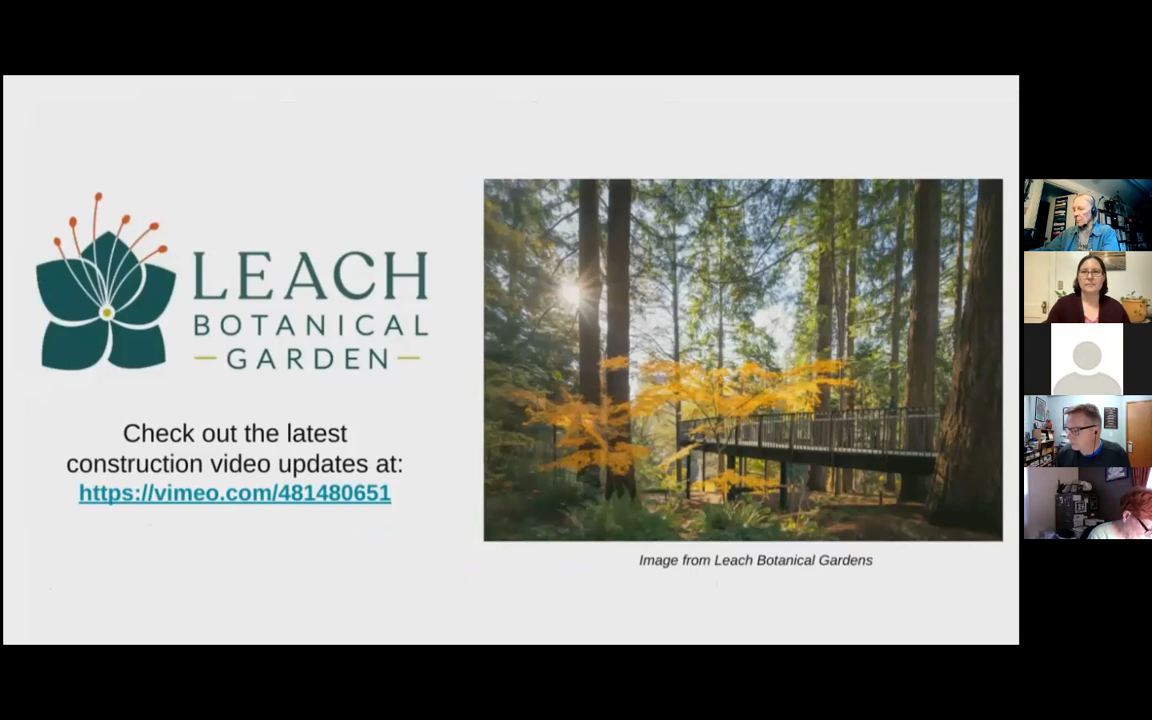 LEACH
BOTANICAL
GARDEN
Check out the latest
construction video updates at:
https://vimeo.com/481480651
Image from Leach Botanical Gardens